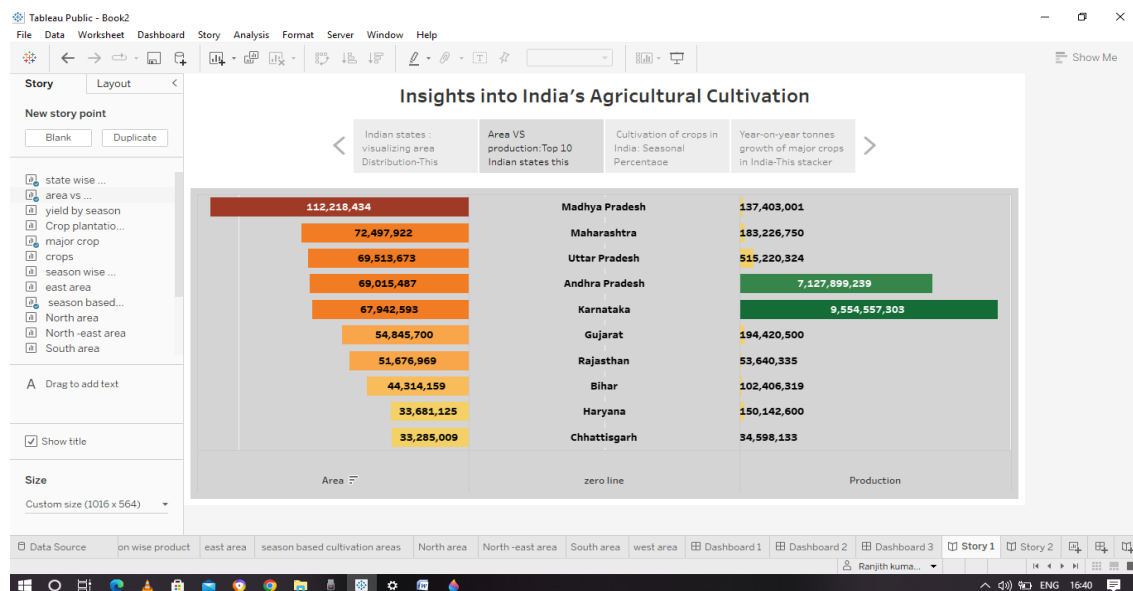 Tableau Public - Book2
File Data Worksheet Dashboard Story Analysis Format Server Window Help
Show Me
Story Layout
New story point
Blank Duplicate
state wise ...
area vs ...
yield by season
Crop plantatio...
major crop
crops
season wise ...
east area
season based...
North area
North -east area
South area
A Drag to add text
Show title
Size
Custom size (1016 x 564)
Insights into India's Agricultural Cultivation
Indian states :
visualizing area
Distribution-This
Area VS
production:Top 10
Indian states this
Cultivation of crops in
India: Seasonal
Percentage
Year-on-year tonnes
growth of major crops
in India-This stacker
112,218,434 Madhya Pradesh 137,403,001
72,497,922 Maharashtra 183,226,750
69,513,673 Uttar Pradesh 515,220,324
69,015,487 Andhra Pradesh 7,127,899,239
67,942,593 Karnataka 9,554,557,303
54,845,700 Gujarat 194,420,500
51,676,969 Rajasthan 53,640,335
44,314,159 Bihar 102,406,319
33,681,125 Haryana 150,142,600
33,285,009 Chhattisgarh 34,598,133
Area zero line Production
Data Source on wise product east area season based cultivation areas North area North -east area South area west area Dashboard 1 Dashboard 2 Dashboard 3 Story 1 Story 2
Ranjith kuma...
ENG 16:40